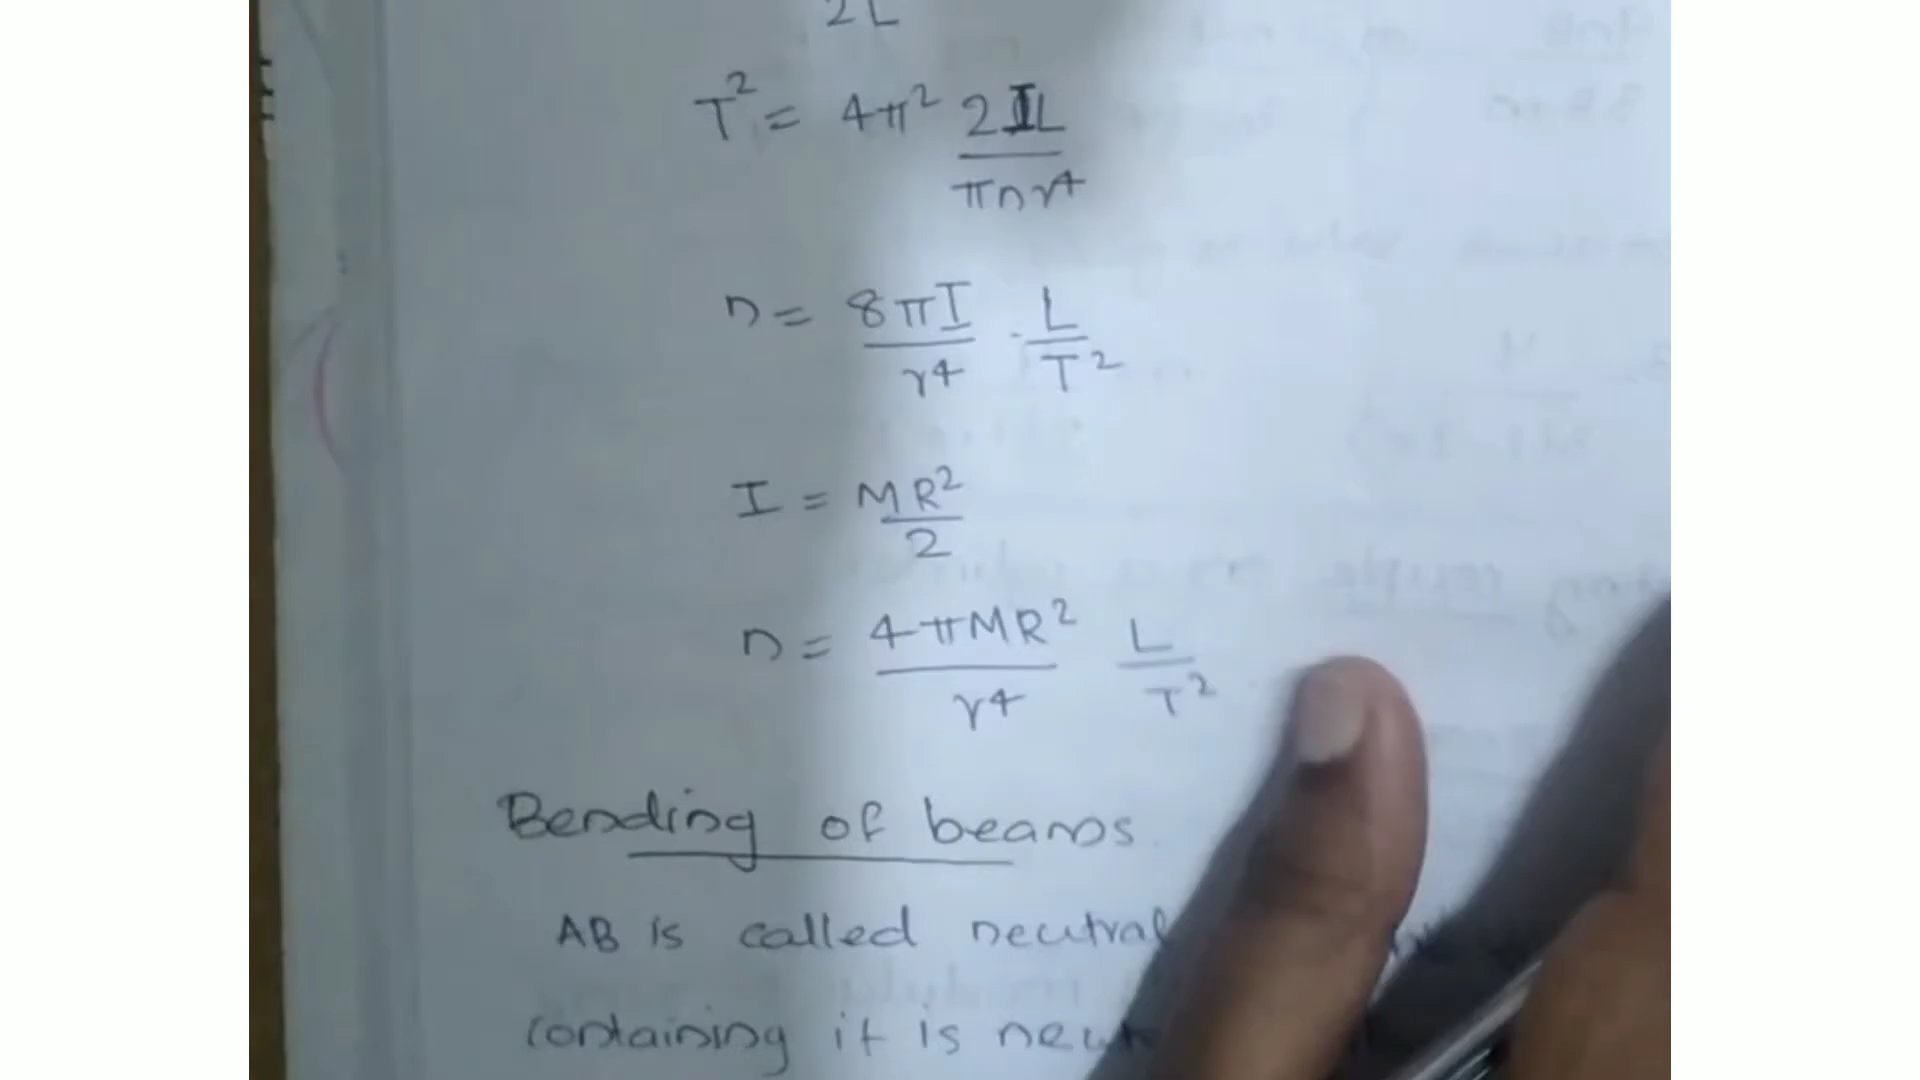 2L
T² = 4π² 2IL / πnr⁴
n = 8πI / r⁴ · L / T²
I = MR² / 2
n = 4πMR² / r⁴ L / T²
Bending of beams
AB is called neutral
containing it is